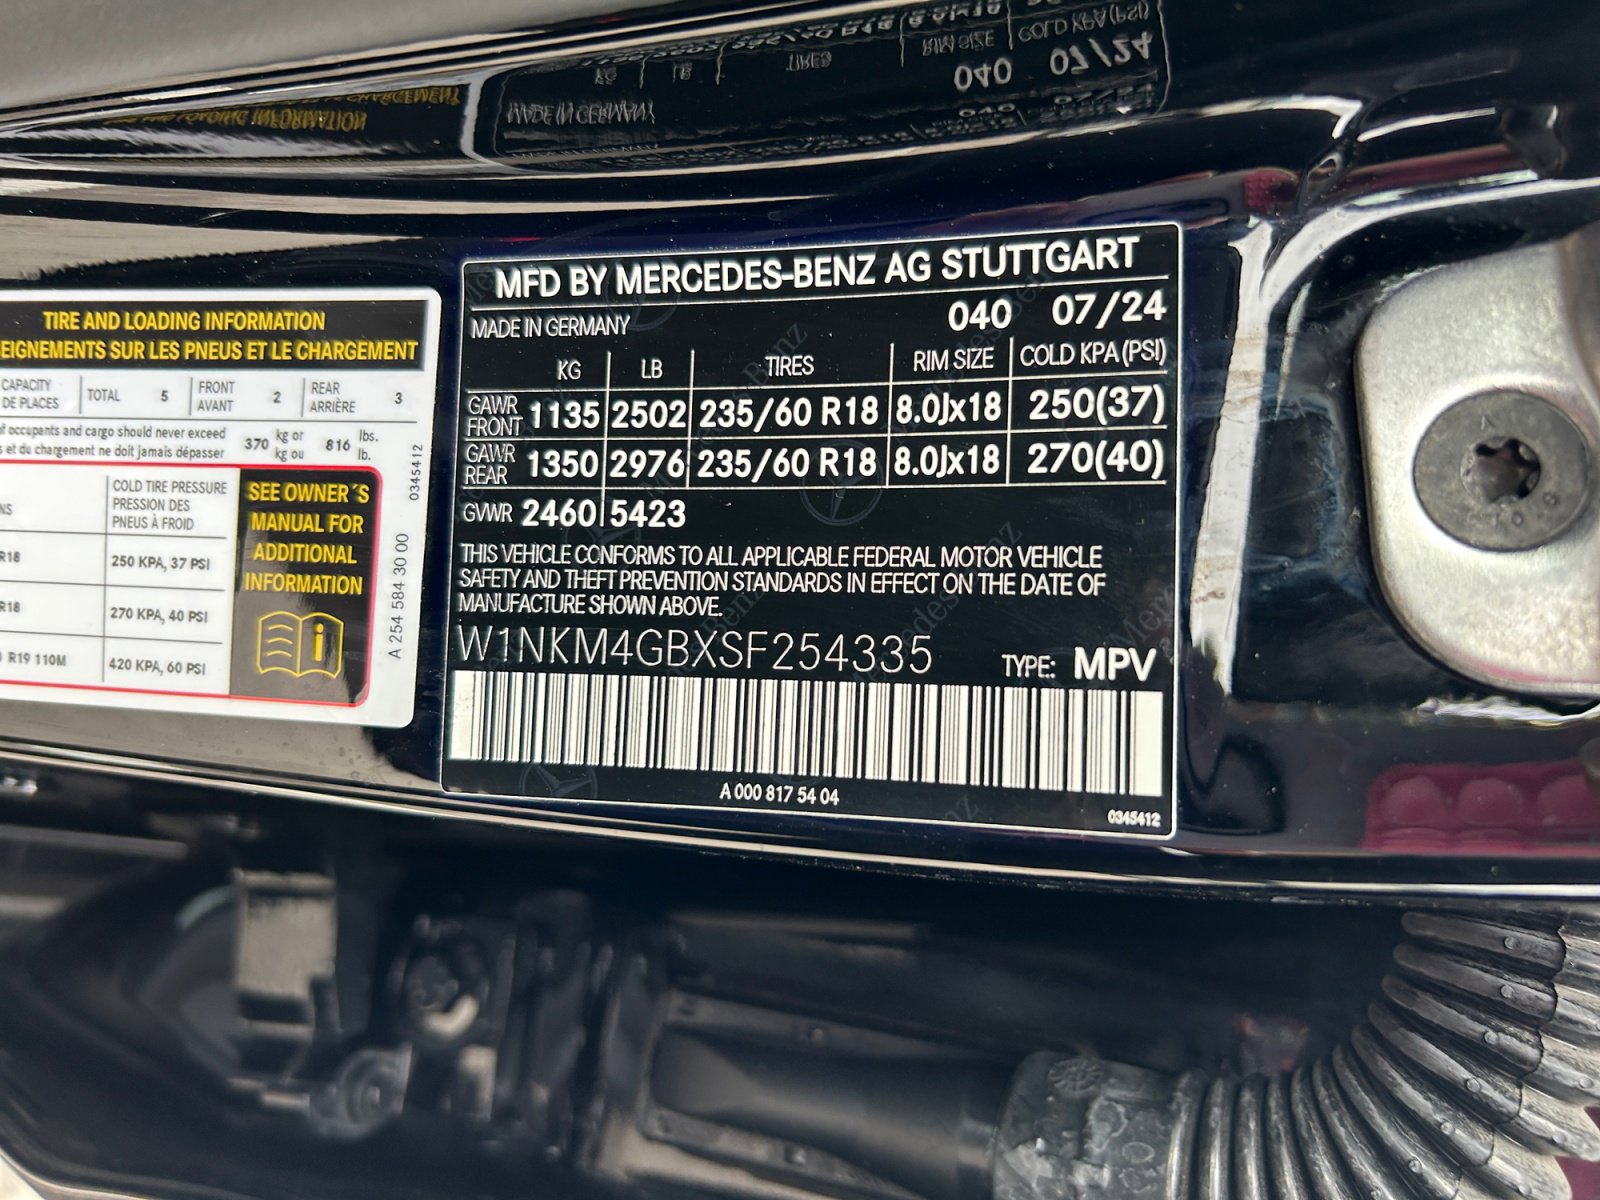 TIRE AND LOADING INFORMATION
EIGNEMENTS SUR LES PNEUS ET LE CHARGEMENT
CAPACITY TOTAL 5 FRONT 2 REAR 3
DE PLACES AVANT ARRIÈRE
of occupants and cargo should never exceed 370 kg or 816 lbs.
s et du chargement ne doit jamais dépasser kg ou lb.
COLD TIRE PRESSURE
PRESSION DES
PNEUS À FROID
R18 250 KPA, 37 PSI
R18 270 KPA, 40 PSI
R19 110M 420 KPA, 60 PSI
SEE OWNER´S
MANUAL FOR
ADDITIONAL
INFORMATION
A 254 584 30 00
0345412
MFD BY MERCEDES-BENZ AG STUTTGART
MADE IN GERMANY 040 07/24
KG LB TIRES RIM SIZE COLD KPA (PSI)
GAWR FRONT 1135 2502 235/60 R18 8.0Jx18 250(37)
GAWR REAR 1350 2976 235/60 R18 8.0Jx18 270(40)
GVWR 2460 5423
THIS VEHICLE CONFORMS TO ALL APPLICABLE FEDERAL MOTOR VEHICLE
SAFETY AND THEFT PREVENTION STANDARDS IN EFFECT ON THE DATE OF
MANUFACTURE SHOWN ABOVE.
W1NKM4GBXSF254335 TYPE: MPV
A 000 817 54 04
0345412